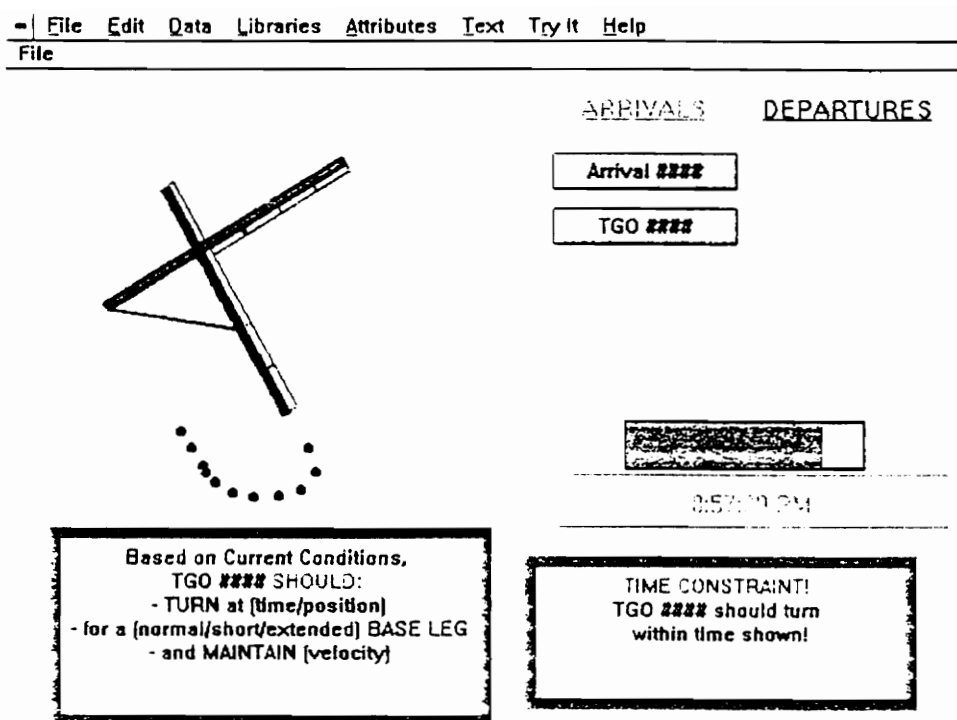 File Edit Data Libraries Attributes Text Try It Help
File
ARRIVALS DEPARTURES
Arrival ####
TGO ####
PM
Based on Current Conditions,
TGO #### SHOULD:
- TURN at [time/position]
- for a [normal/short/extended] BASE LEG
- and MAINTAIN [velocity]
TIME CONSTRAINT!
TGO #### should turn
within time shown!